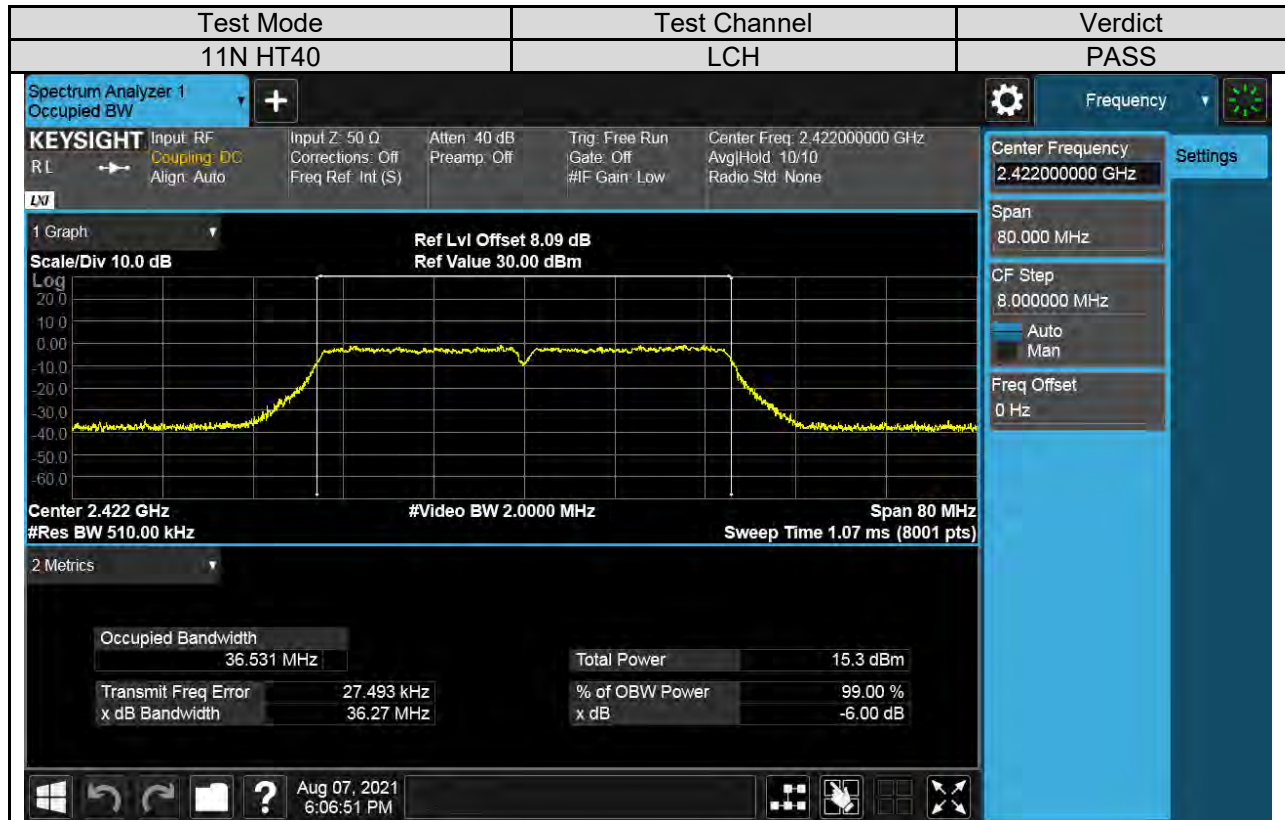 Test Mode Test Channel Verdict
11N HT40 LCH PASS
Spectrum Analyzer 1
Occupied BW
Frequency
KEYSIGHT Input: RF Input Z: 50 Ω Atten: 40 dB Trig: Free Run Center Freq: 2.422000000 GHz
RL Coupling: DC Corrections: Off Preamp: Off Gate: Off Avg|Hold: 10/10
Align: Auto Freq Ref: Int (S) #IF Gain: Low Radio Std: None
LXI
Center Frequency
2.422000000 GHz
Settings
Span
80.000 MHz
CF Step
8.000000 MHz
Auto
Man
Freq Offset
0 Hz
1 Graph
Ref Lvl Offset 8.09 dB
Scale/Div 10.0 dB Ref Value 30.00 dBm
Log
20.0
10.0
0.00
-10.0
-20.0
-30.0
-40.0
-50.0
-60.0
Center 2.422 GHz #Video BW 2.0000 MHz Span 80 MHz
#Res BW 510.00 kHz Sweep Time 1.07 ms (8001 pts)
2 Metrics
Occupied Bandwidth
36.531 MHz Total Power 15.3 dBm
Transmit Freq Error 27.493 kHz % of OBW Power 99.00 %
x dB Bandwidth 36.27 MHz x dB -6.00 dB
? Aug 07, 2021
6:06:51 PM